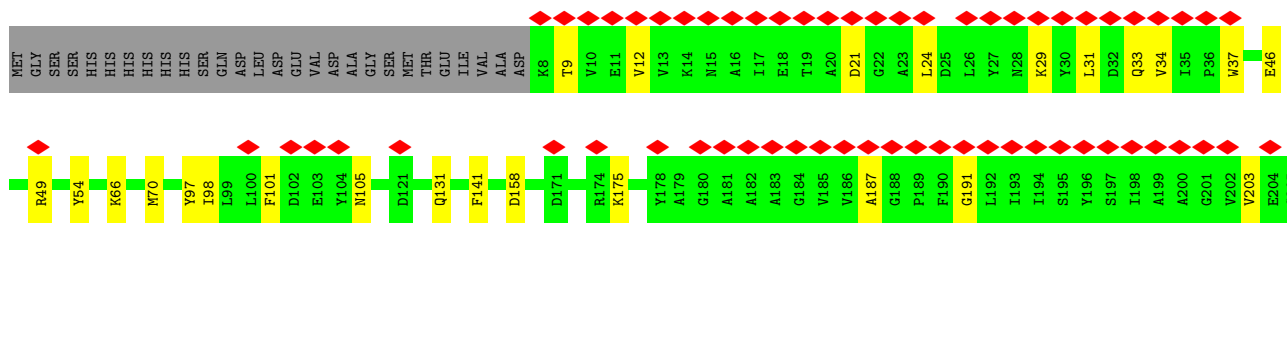 MET GLY SER SER HIS HIS HIS HIS HIS HIS SER GLN ASP LEU ASP GLU VAL ASP ALA GLY SER MET THR GLU ILE VAL ALA ASP K8 T9 V10 E11 V12 V13 K14 N15 A16 I17 E18 T19 A20 D21 G22 A23 L24 D25 L26 Y27 N28 K29 Y30 L31 D32 Q33 V34 I35 P36 W37 E46
R49 Y54 K66 M70 Y97 I98 L99 L100 F101 D102 E103 Y104 N105 D121 Q131 F141 D158 D171 R174 K175 Y178 A179 G180 A181 A182 A183 G184 V185 V186 A187 G188 P189 F190 G191 L192 I193 I194 S195 Y196 S197 I198 A199 A200 G201 V202 V203 E204